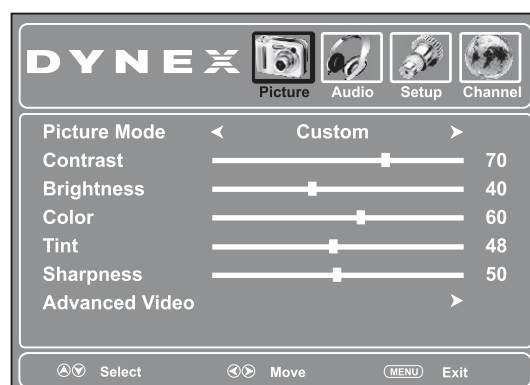 DYNEX
Picture Audio Setup Channel
Picture Mode Custom
Contrast 70
Brightness 40
Color 60
Tint 48
Sharpness 50
Advanced Video
Select Move MENU Exit